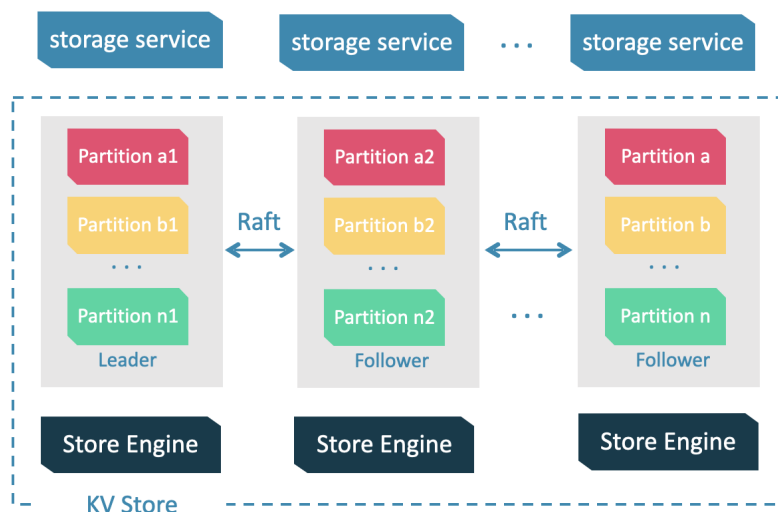 storage service
storage service
...
storage service
Partition a1
Partition b1
...
Partition n1
Leader
Raft
Partition a2
Partition b2
...
Partition n2
Follower
Raft
...
Partition a
Partition b
...
Partition n
Follower
Store Engine
Store Engine
Store Engine
KV Store